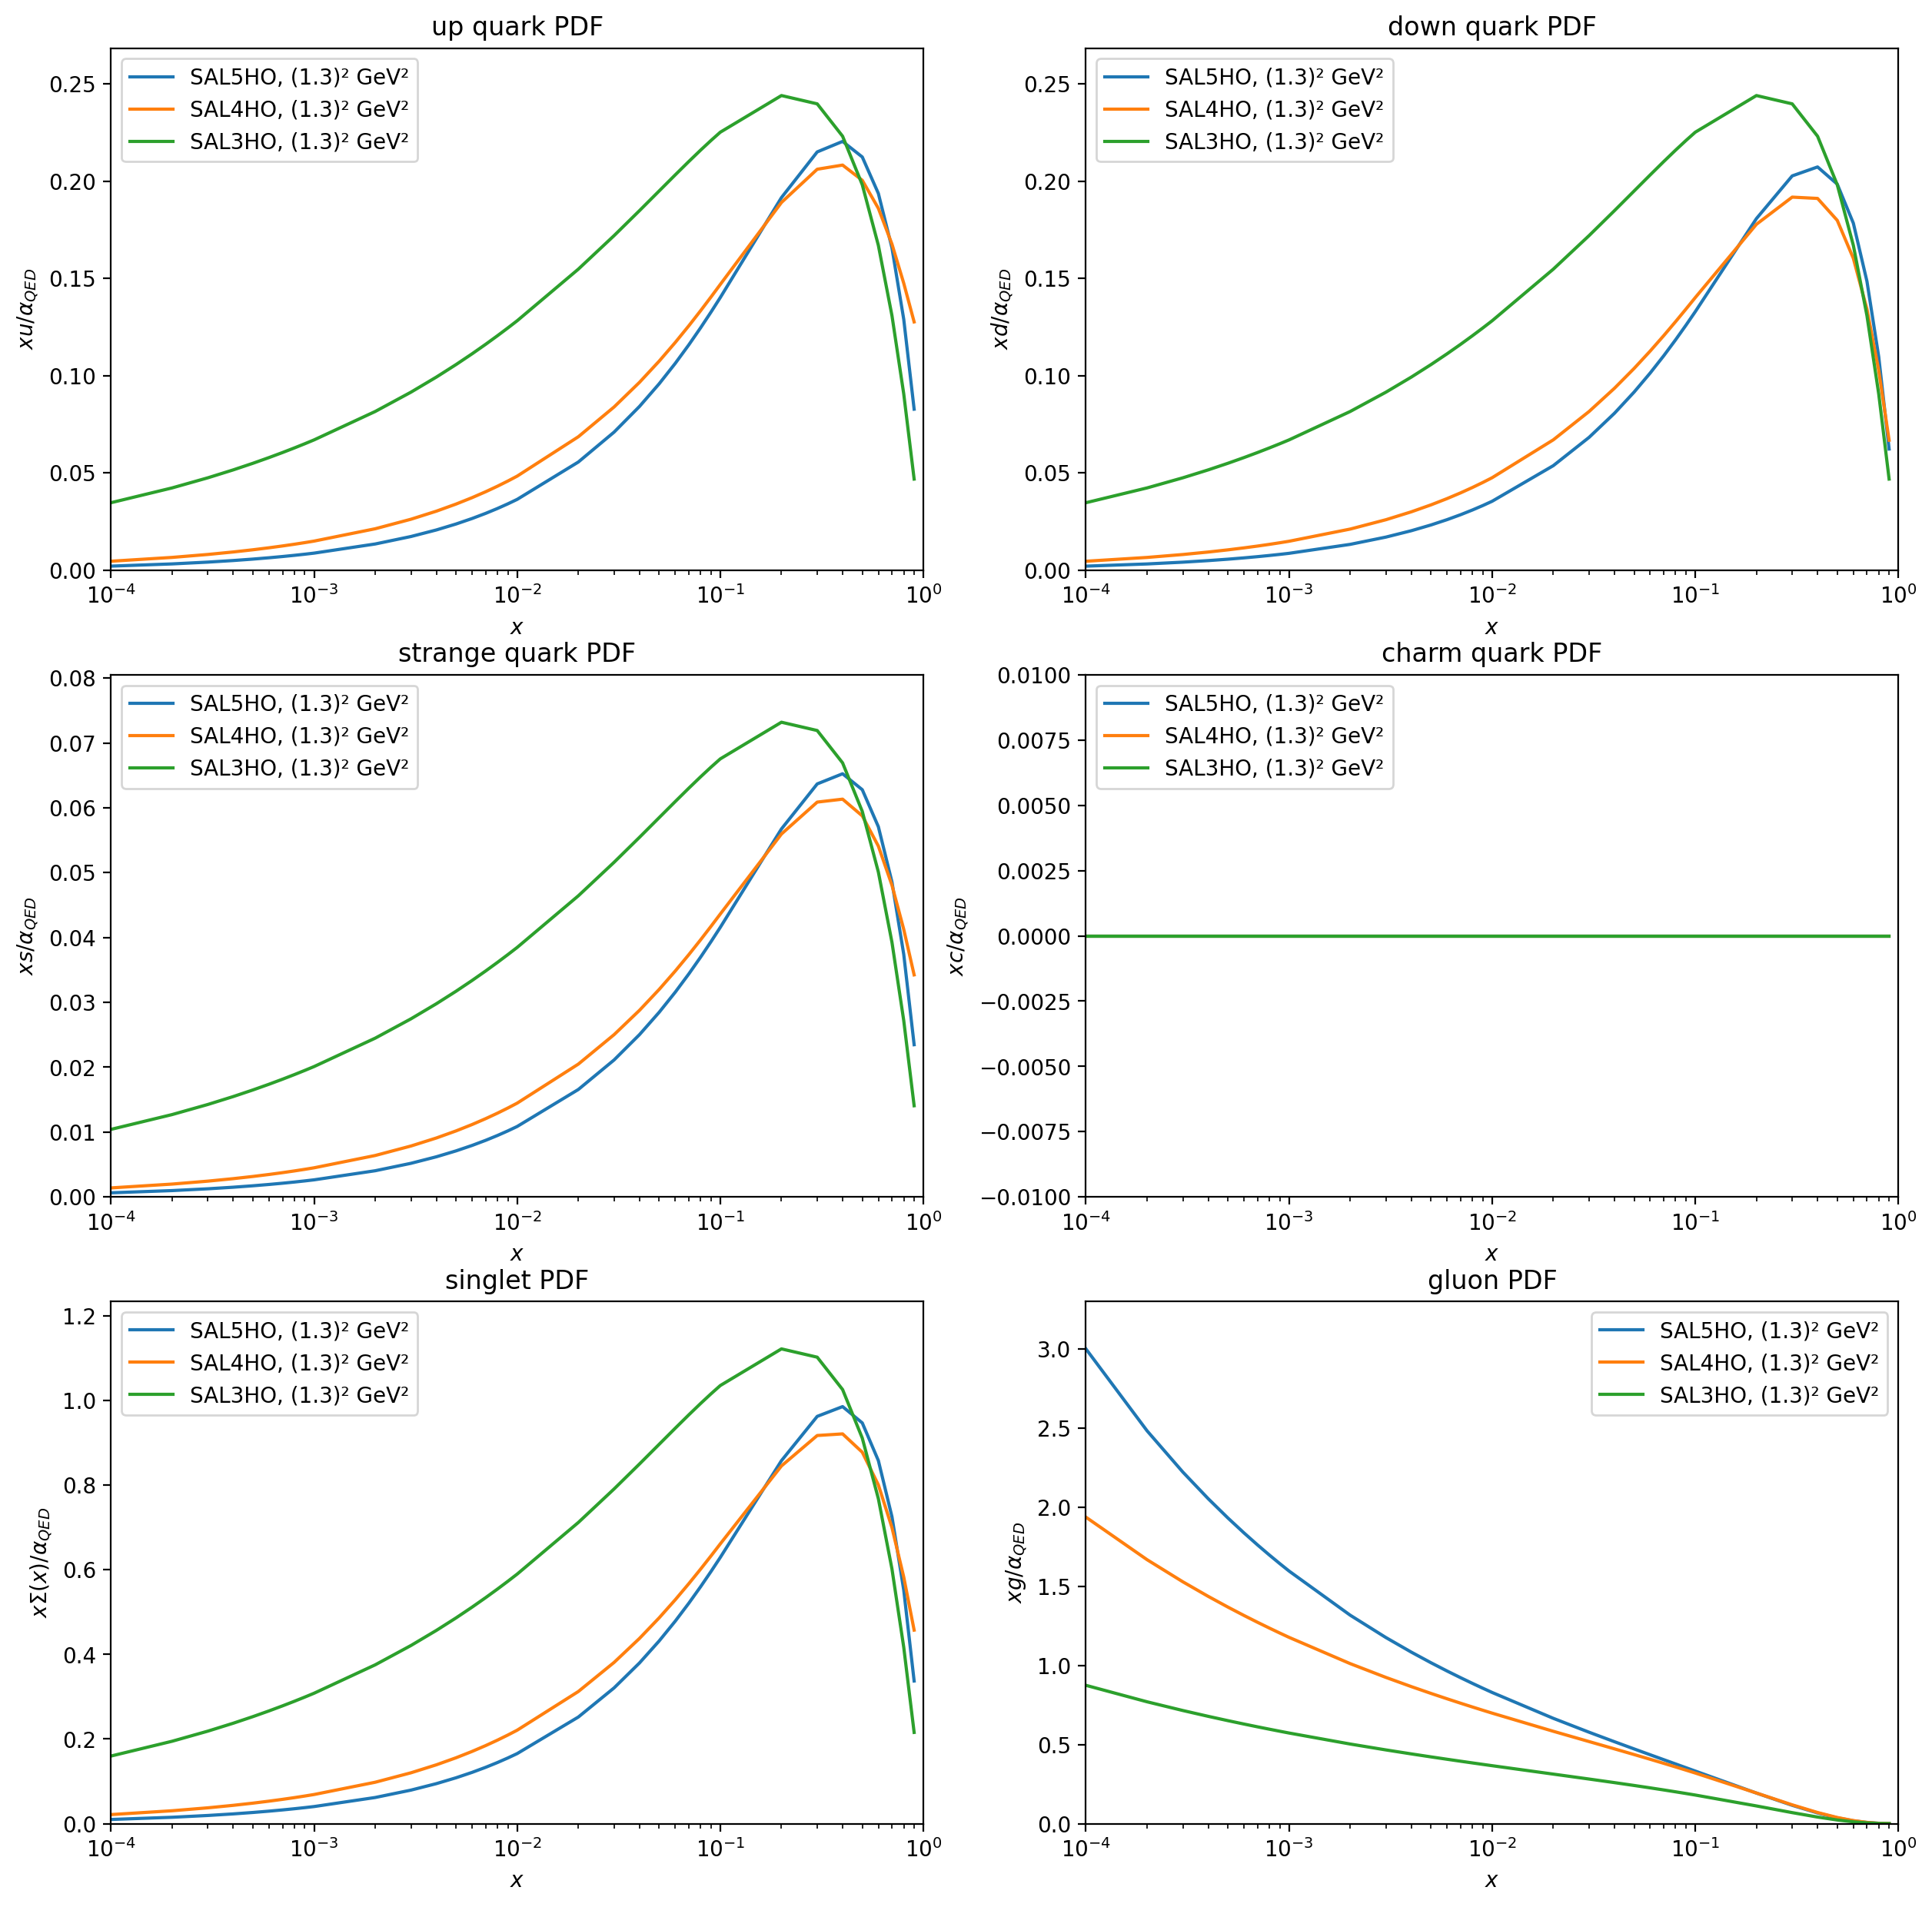 up quark PDF
SAL5HO, (1.3)² GeV²
SAL4HO, (1.3)² GeV²
SAL3HO, (1.3)² GeV²
0.25
0.20
0.15
0.10
0.05
0.00
xu/α_QED
10⁻⁴ 10⁻³ 10⁻² 10⁻¹ 10⁰
x
down quark PDF
SAL5HO, (1.3)² GeV²
SAL4HO, (1.3)² GeV²
SAL3HO, (1.3)² GeV²
0.25
0.20
0.15
0.10
0.05
0.00
xd/α_QED
10⁻⁴ 10⁻³ 10⁻² 10⁻¹ 10⁰
x
strange quark PDF
SAL5HO, (1.3)² GeV²
SAL4HO, (1.3)² GeV²
SAL3HO, (1.3)² GeV²
0.08
0.07
0.06
0.05
0.04
0.03
0.02
0.01
0.00
xs/α_QED
10⁻⁴ 10⁻³ 10⁻² 10⁻¹ 10⁰
x
charm quark PDF
SAL5HO, (1.3)² GeV²
SAL4HO, (1.3)² GeV²
SAL3HO, (1.3)² GeV²
0.0100
0.0075
0.0050
0.0025
0.0000
−0.0025
−0.0050
−0.0075
−0.0100
xc/α_QED
10⁻⁴ 10⁻³ 10⁻² 10⁻¹ 10⁰
x
singlet PDF
SAL5HO, (1.3)² GeV²
SAL4HO, (1.3)² GeV²
SAL3HO, (1.3)² GeV²
1.2
1.0
0.8
0.6
0.4
0.2
0.0
xΣ(x)/α_QED
10⁻⁴ 10⁻³ 10⁻² 10⁻¹ 10⁰
x
gluon PDF
SAL5HO, (1.3)² GeV²
SAL4HO, (1.3)² GeV²
SAL3HO, (1.3)² GeV²
3.0
2.5
2.0
1.5
1.0
0.5
0.0
xg/α_QED
10⁻⁴ 10⁻³ 10⁻² 10⁻¹ 10⁰
x